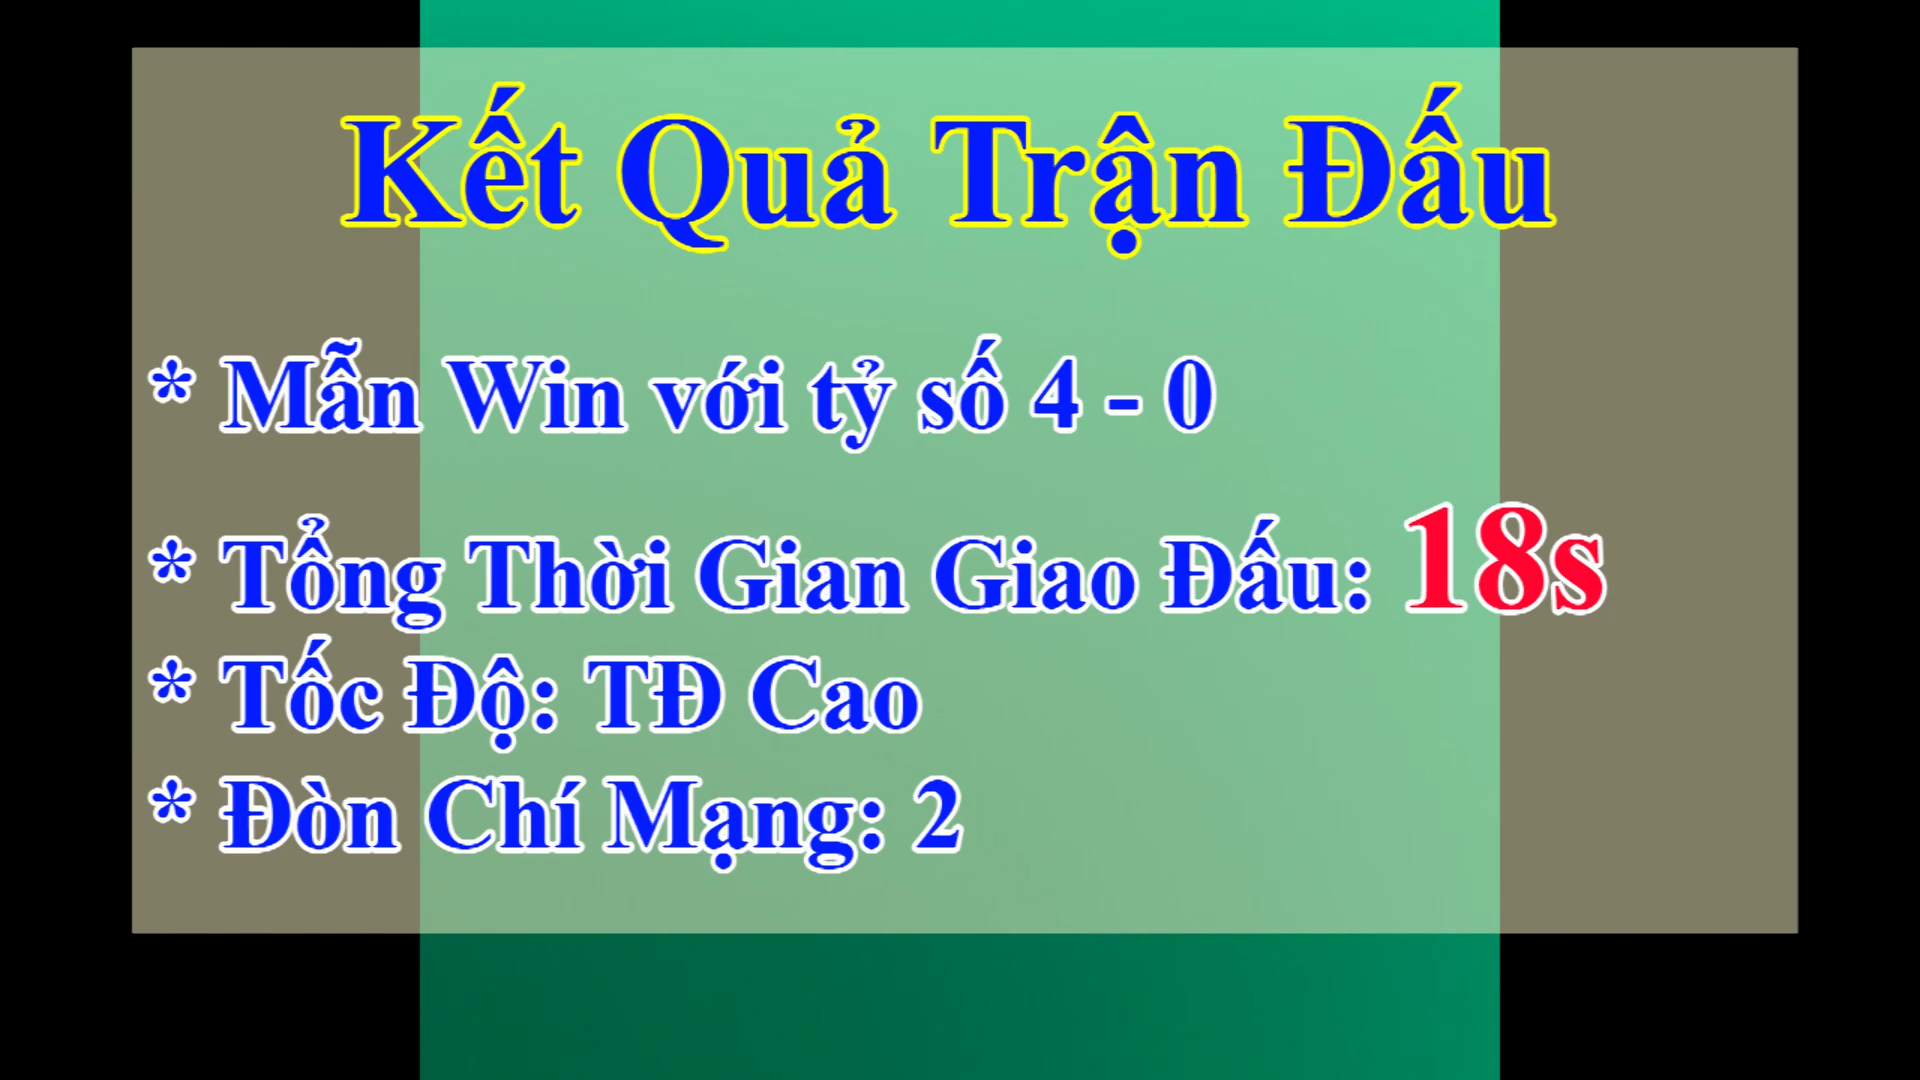 Kết Quả Trận Đấu
* Mẫn Win với tỷ số 4 - 0
* Tổng Thời Gian Giao Đấu: 18s
* Tốc Độ: TĐ Cao
* Đòn Chí Mạng: 2